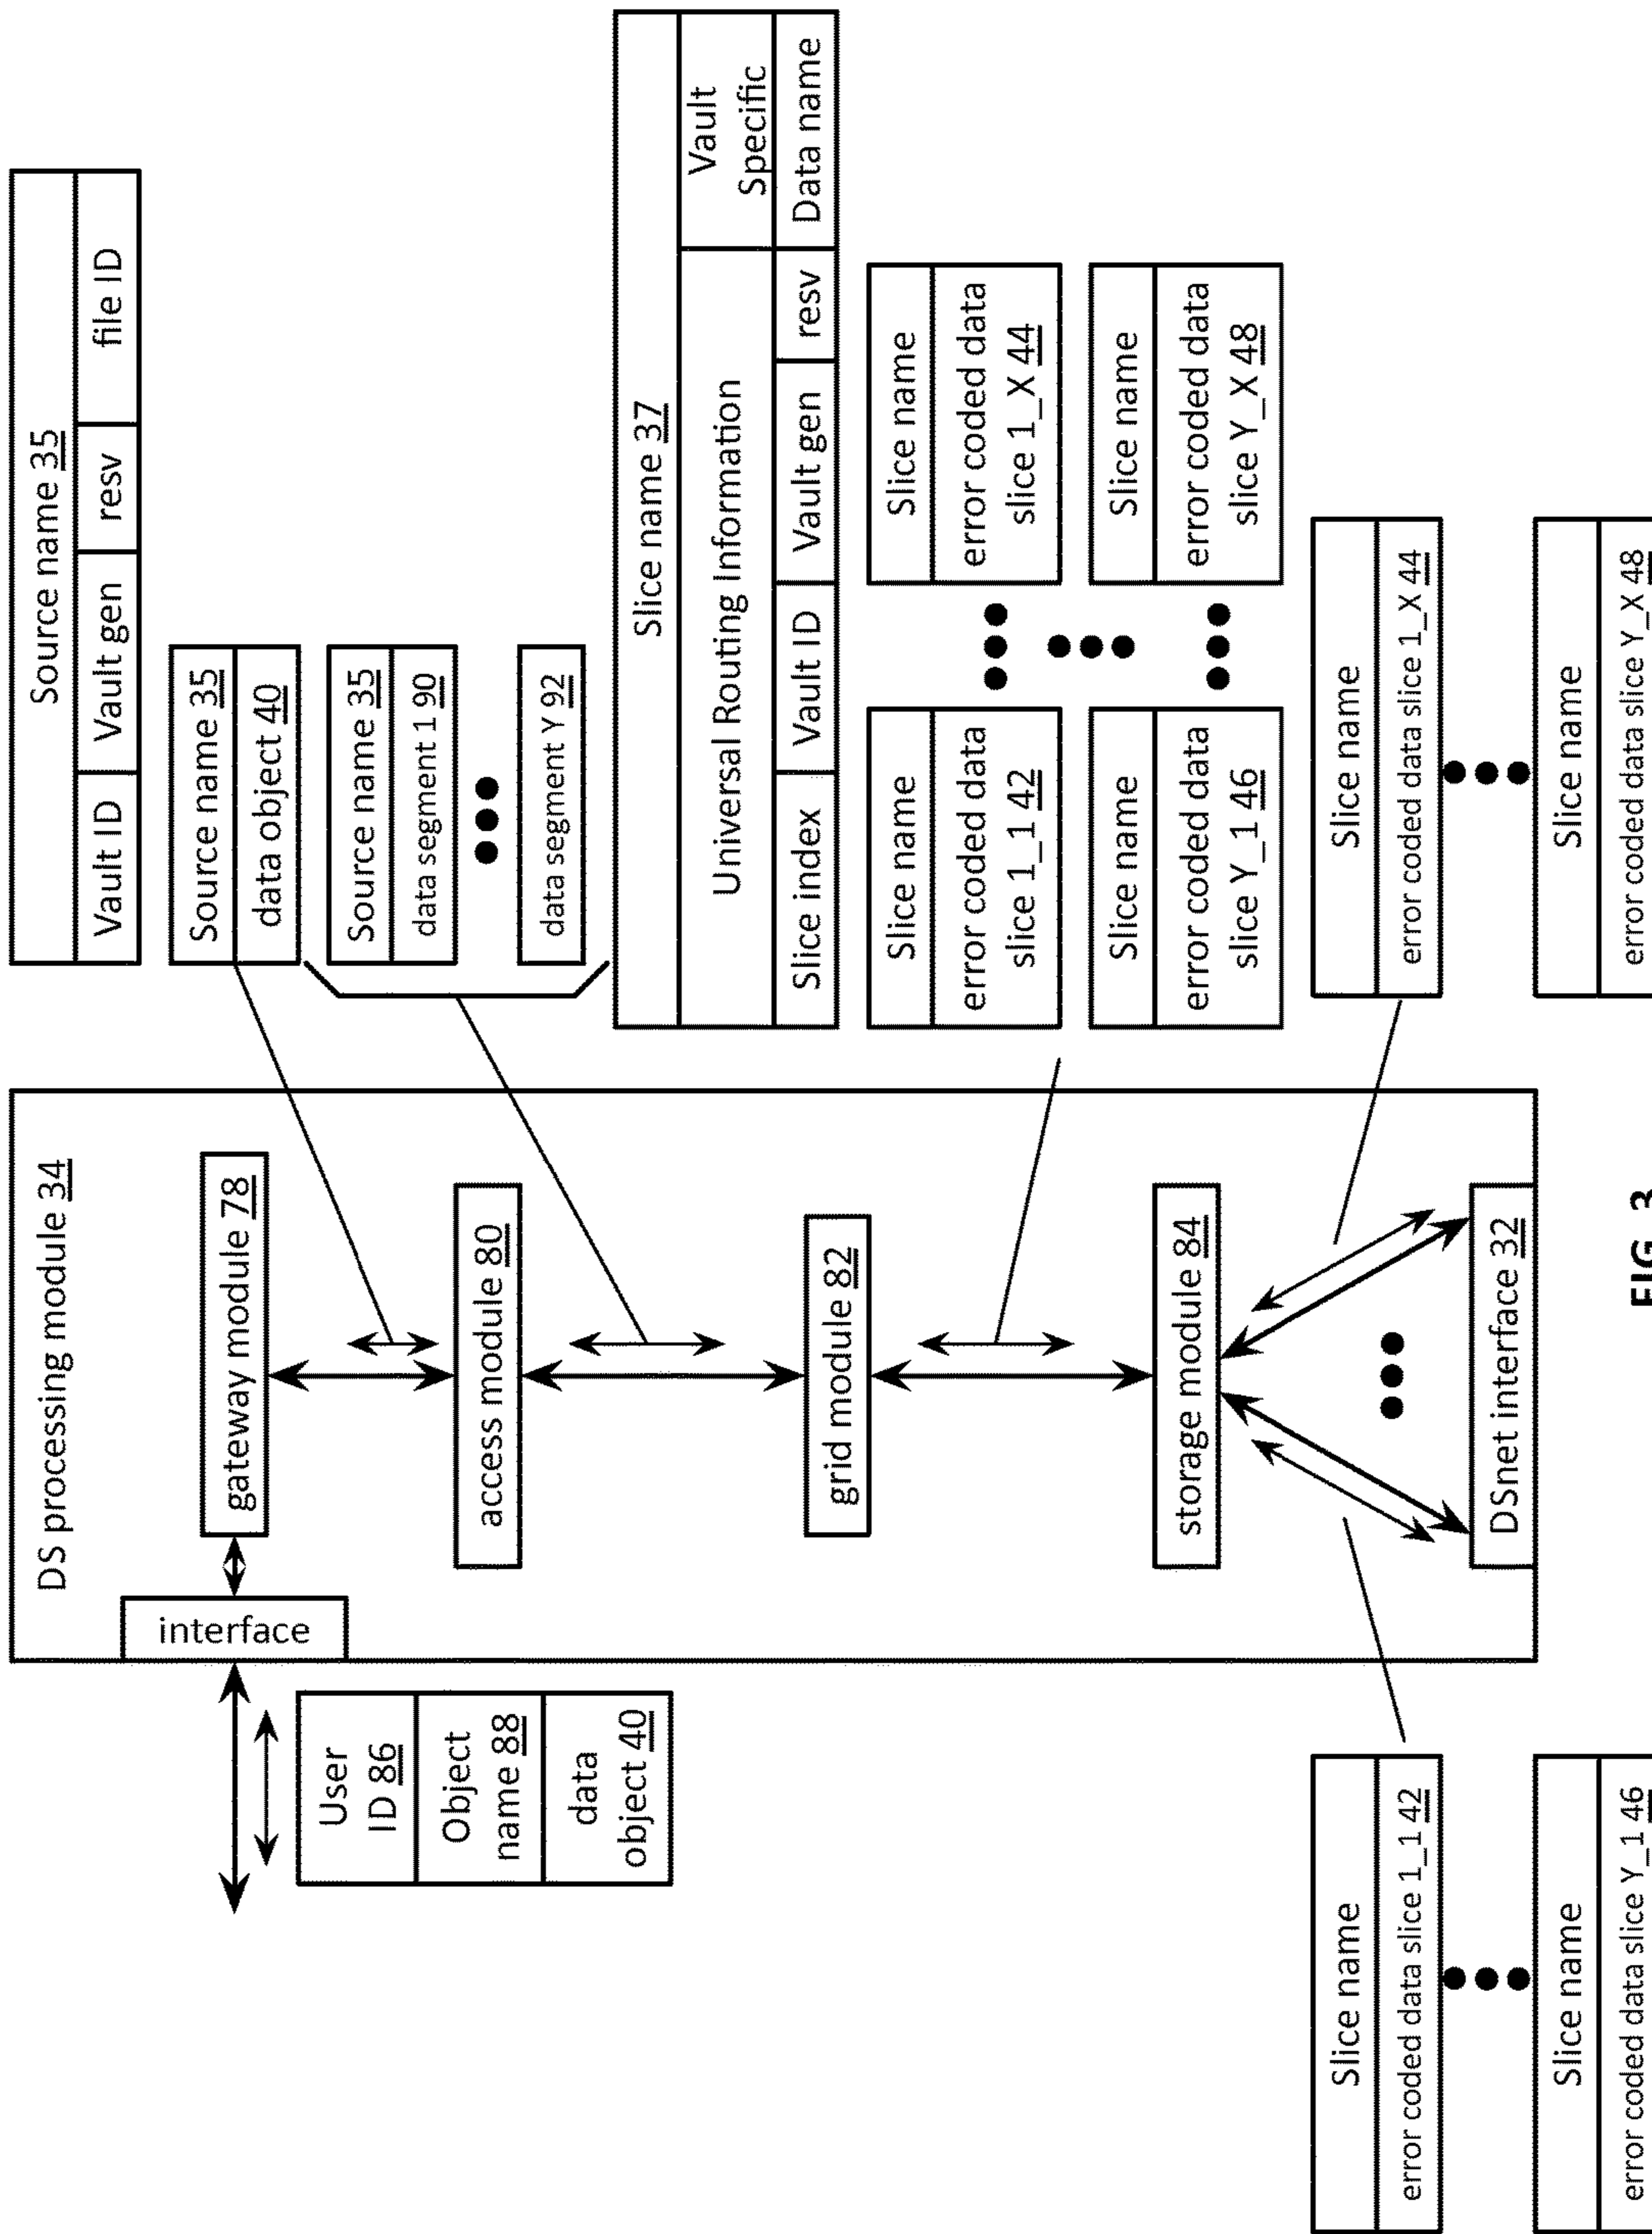 DS processing module 34
interface
gateway module 78
access module 80
grid module 82
storage module 84
DSnet interface 32
User
ID 86
Object
name 88
data
object 40
Source name 35
Vault ID
Vault gen
resv
file ID
Source name 35
data object 40
Source name 35
data segment 1 90
data segment Y 92
Slice name 37
Universal Routing Information
Vault
Specific
Slice index
Vault ID
Vault gen
resv
Data name
Slice name
error coded data
slice 1_1 42
Slice name
error coded data
slice 1_X 44
Slice name
error coded data
slice Y_1 46
Slice name
error coded data
slice Y_X 48
Slice name
error coded data slice 1_1 42
Slice name
error coded data slice Y_1 46
Slice name
error coded data slice 1_X 44
Slice name
error coded data slice Y_X 48
FIG. 3